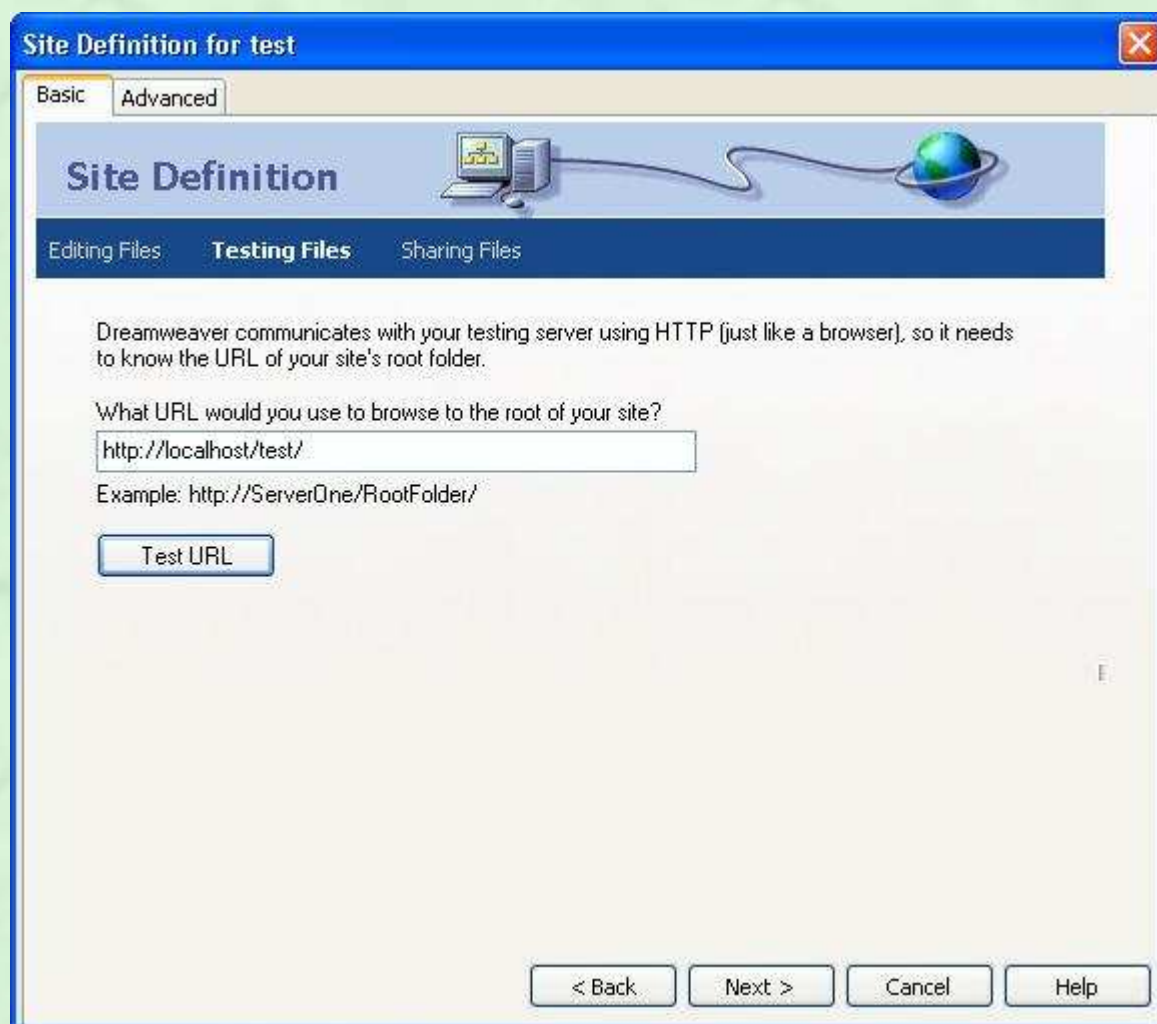 Site Definition for test
Basic
Advanced
Site Definition
Editing Files
Testing Files
Sharing Files
Dreamweaver communicates with your testing server using HTTP (just like a browser), so it needs
to know the URL of your site's root folder.
What URL would you use to browse to the root of your site?
http://localhost/test/
Example: http://ServerOne/RootFolder/
Test URL
E
< Back
Next >
Cancel
Help